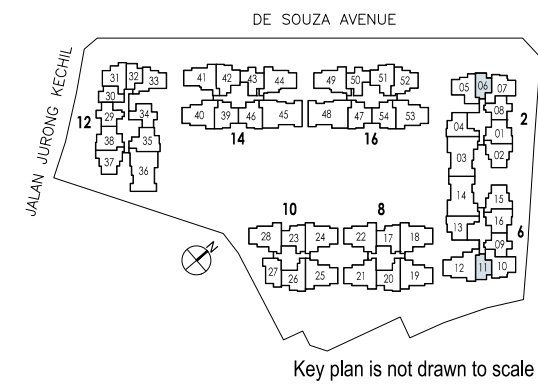 DE SOUZA AVENUE
JALAN JURONG KECHIL
31 32 33
30
29 34
12
38 35
37 36
41 42 43 44
40 39 46 45
14
49 50 51 52
48 47 54 53
16
05 06 07
08
04 01 2
03 02
14 15
13 16
09 6
12 11 10
10
28 23 24
27 26 25
8
22 17 18
21 20 19
N
Key plan is not drawn to scale